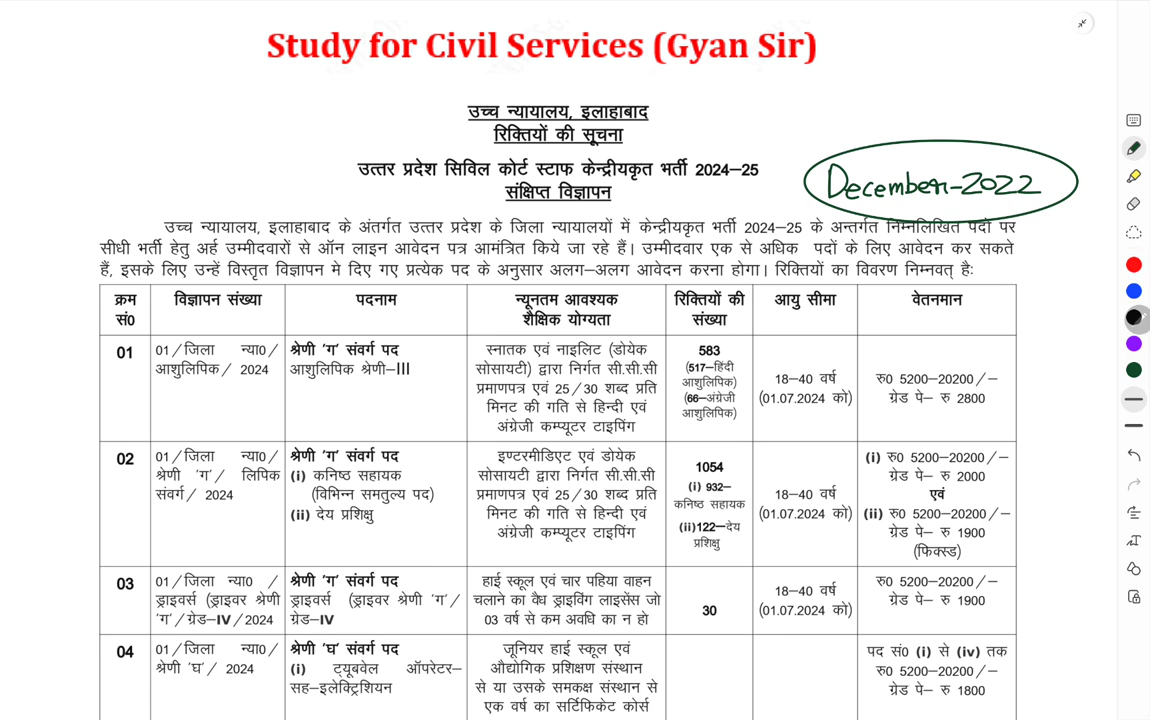 Study for Civil Services (Gyan Sir)
उच्च न्यायालय, इलाहाबाद
रिक्तियों की सूचना
उत्तर प्रदेश सिविल कोर्ट स्टाफ केन्द्रीयकृत भर्ती 2024–25
संक्षिप्त विज्ञापन
December-2022
उच्च न्यायालय, इलाहाबाद के अंतर्गत उत्तर प्रदेश के जिला न्यायालयों में केन्द्रीयकृत भर्ती 2024–25 के अन्तर्गत निम्नलिखित पदों पर
सीधी भर्ती हेतु अर्ह उम्मीदवारों से ऑन लाइन आवेदन पत्र आमंत्रित किये जा रहे हैं। उम्मीदवार एक से अधिक पदों के लिए आवेदन कर सकते
हैं, इसके लिए उन्हें विस्तृत विज्ञापन मे दिए गए प्रत्येक पद के अनुसार अलग–अलग आवेदन करना होगा। रिक्तियों का विवरण निम्नवत् है:
क्रम
सं0
विज्ञापन संख्या
पदनाम
न्यूनतम आवश्यक
शैक्षिक योग्यता
रिक्तियों की
संख्या
आयु सीमा
वेतनमान
01
01/जिला न्या0/
आशुलिपिक/ 2024
श्रेणी 'ग' संवर्ग पद
आशुलिपिक श्रेणी–III
स्नातक एवं नाइलिट (डोयेक
सोसायटी) द्वारा निर्गत सी.सी.सी
प्रमाणपत्र एवं 25/30 शब्द प्रति
मिनट की गति से हिन्दी एवं
अंग्रेजी कम्प्यूटर टाइपिंग
583
(517–हिंदी
आशुलिपिक)
(66–अंग्रेजी
आशुलिपिक)
18–40 वर्ष
(01.07.2024 को)
रु0 5200–20200/–
ग्रेड पे– रु 2800
02
01/जिला न्या0/
श्रेणी 'ग'/ लिपिक
संवर्ग/ 2024
श्रेणी 'ग' संवर्ग पद
(i) कनिष्ठ सहायक
(विभिन्न समतुल्य पद)
(ii) देय प्रशिक्षु
इण्टरमीडिएट एवं डोयेक
सोसायटी द्वारा निर्गत सी.सी.सी
प्रमाणपत्र एवं 25/30 शब्द प्रति
मिनट की गति से हिन्दी एवं
अंग्रेजी कम्प्यूटर टाइपिंग
1054
(i) 932–
कनिष्ठ सहायक
(ii)122–देय
प्रशिक्षु
18–40 वर्ष
(01.07.2024 को)
(i) रु0 5200–20200/–
ग्रेड पे– रु 2000
एवं
(ii) रु0 5200–20200/–
ग्रेड पे– रु 1900
(फिक्स्ड)
03
01/जिला न्या0 /
ड्राइवर्स (ड्राइवर श्रेणी
'ग'/ग्रेड–IV/2024
श्रेणी 'ग' संवर्ग पद
ड्राइवर्स (ड्राइवर श्रेणी 'ग'/
ग्रेड–IV
हाई स्कूल एवं चार पहिया वाहन
चलाने का वैध ड्राइविंग लाइसेंस जो
03 वर्ष से कम अवधि का न हो
30
18–40 वर्ष
(01.07.2024 को)
रु0 5200–20200/–
ग्रेड पे– रु 1900
04
01/जिला न्या0/
श्रेणी 'घ'/ 2024
श्रेणी 'घ' संवर्ग पद
(i) ट्यूबवेल ऑपरेटर–
सह–इलेक्ट्रिशियन
जूनियर हाई स्कूल एवं
औद्योगिक प्रशिक्षण संस्थान
से या उसके समकक्ष संस्थान से
एक वर्ष का सर्टिफिकेट कोर्स
पद सं0 (i) से (iv) तक
रु0 5200–20200/–
ग्रेड पे– रु 1800